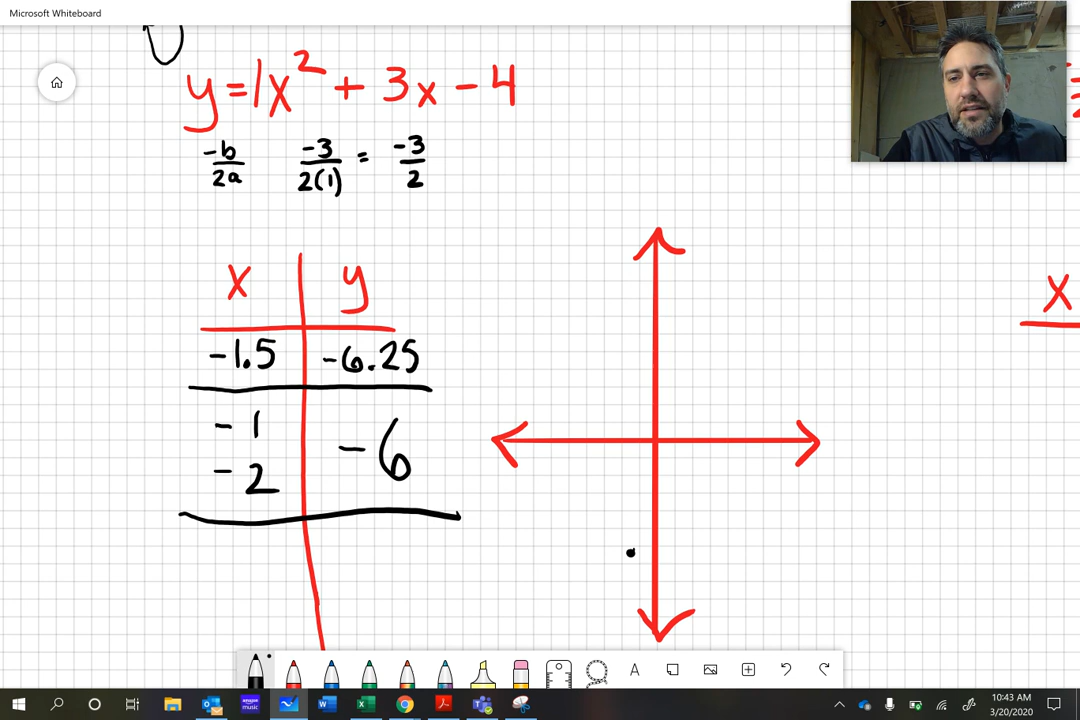 Microsoft Whiteboard
y=1x² + 3x - 4
-b/2a -3/2(1) = -3/2
x y
x
-1.5 -6.25
-1
-2 -6
A
10:43 AM
3/20/2020